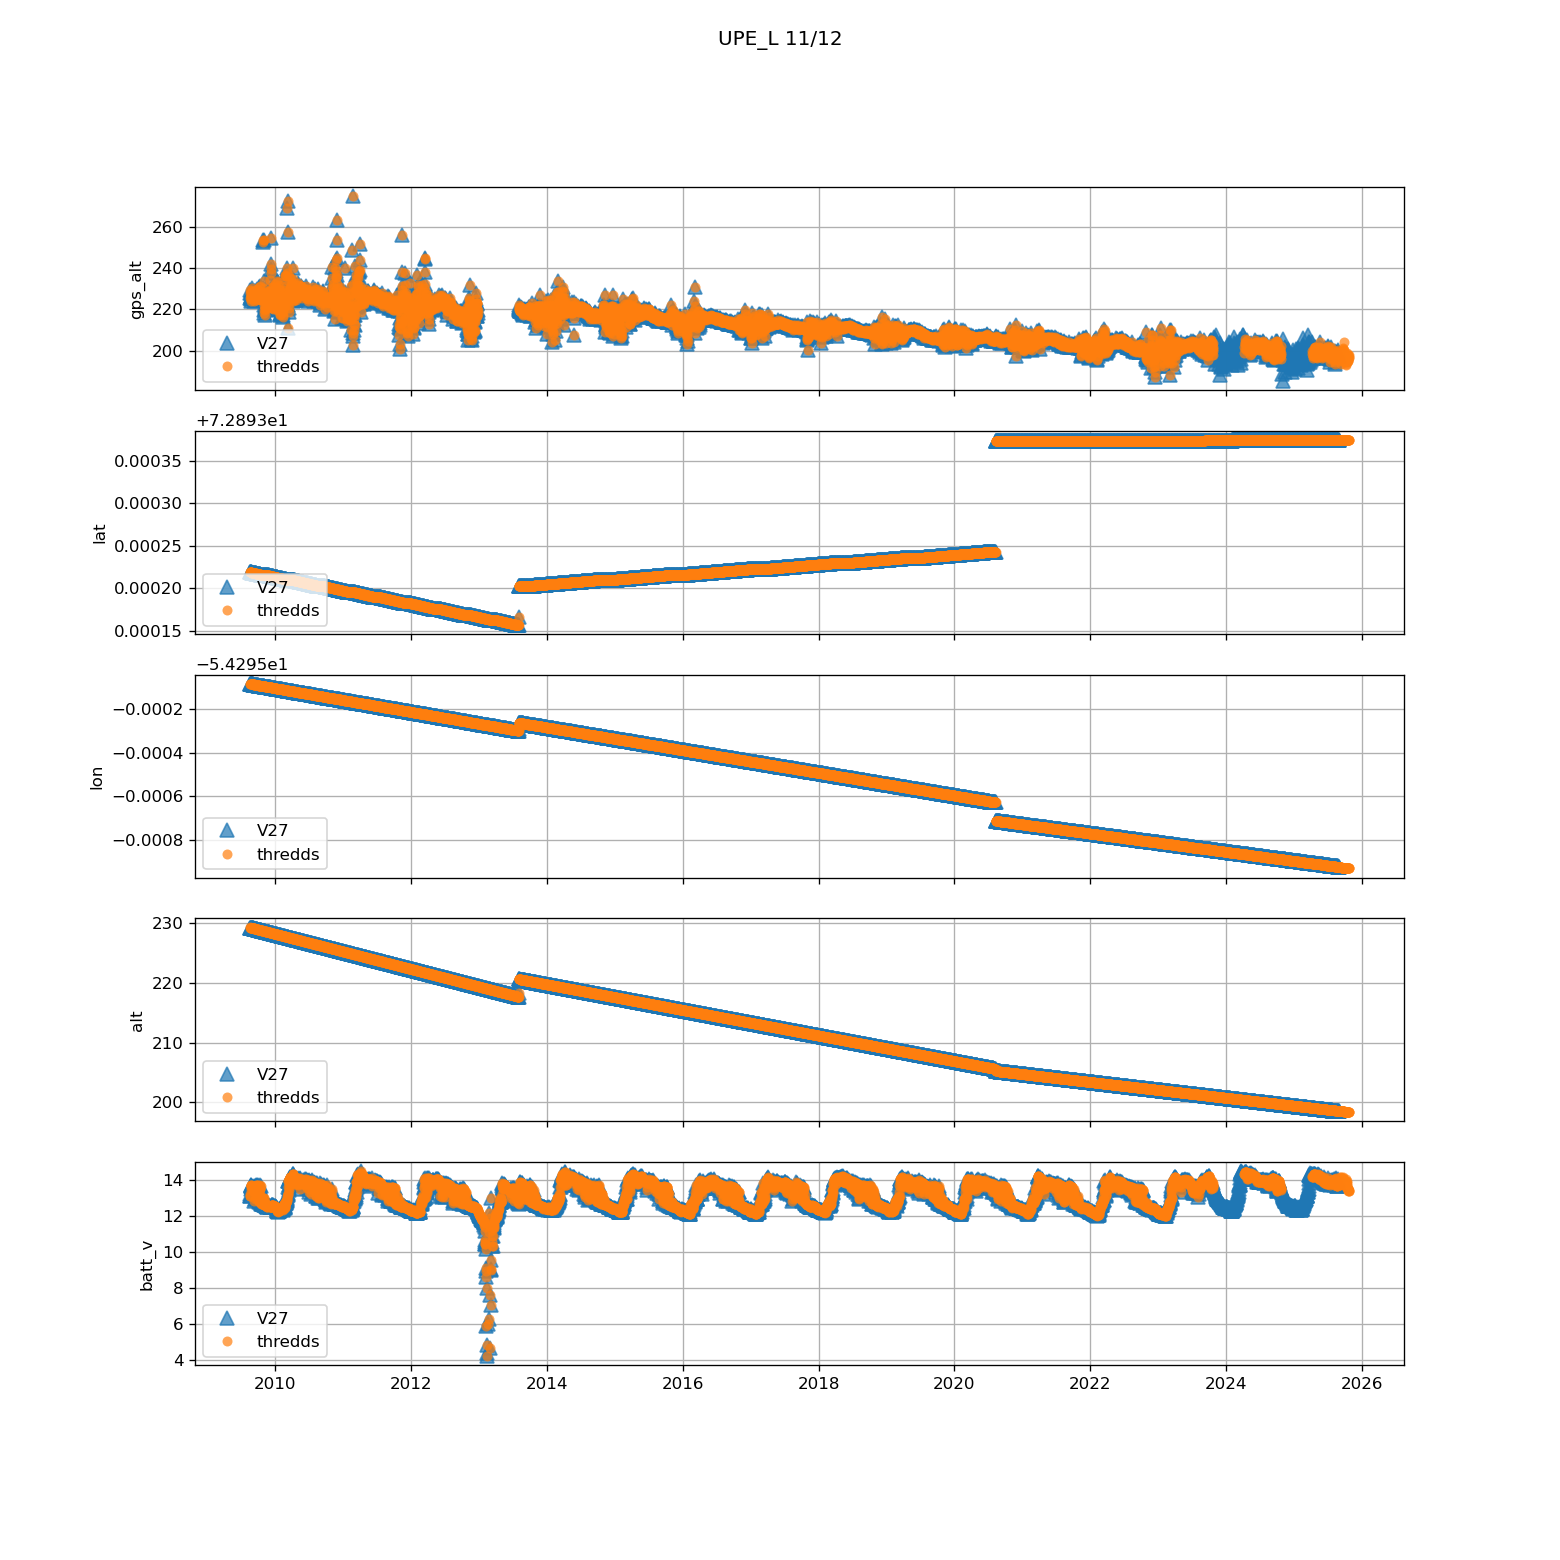 UPE_L 11/12
260
240
220
200
gps_alt
V27
thredds
+7.2893e1
0.00035
0.00030
0.00025
0.00020
0.00015
lat
V27
thredds
−5.4295e1
−0.0002
−0.0004
−0.0006
−0.0008
lon
V27
thredds
230
220
210
200
alt
V27
thredds
14
12
10
8
6
4
batt_v
V27
thredds
2010 2012 2014 2016 2018 2020 2022 2024 2026